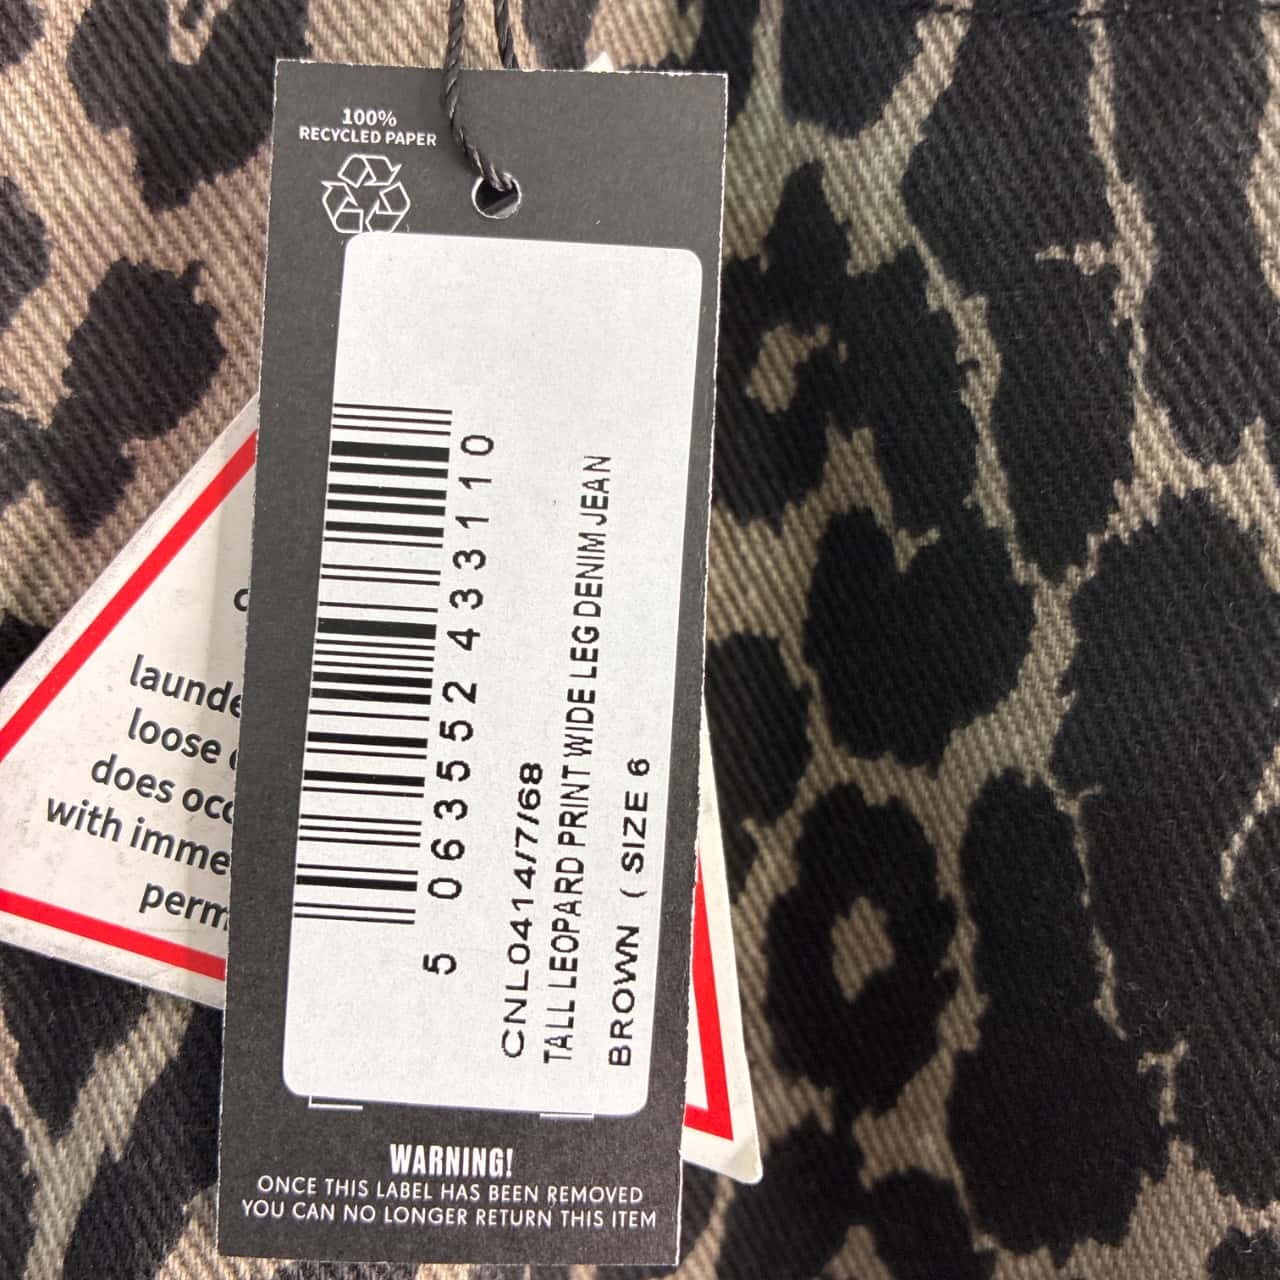 100%
RECYCLED PAPER
5 063552 433110
CNL0414/7/68
TALL LEOPARD PRINT WIDE LEG DENIM JEAN
BROWN ( SIZE 6
WARNING!
ONCE THIS LABEL HAS BEEN REMOVED
YOU CAN NO LONGER RETURN THIS ITEM
launde
loose
does occ
with imme
perm